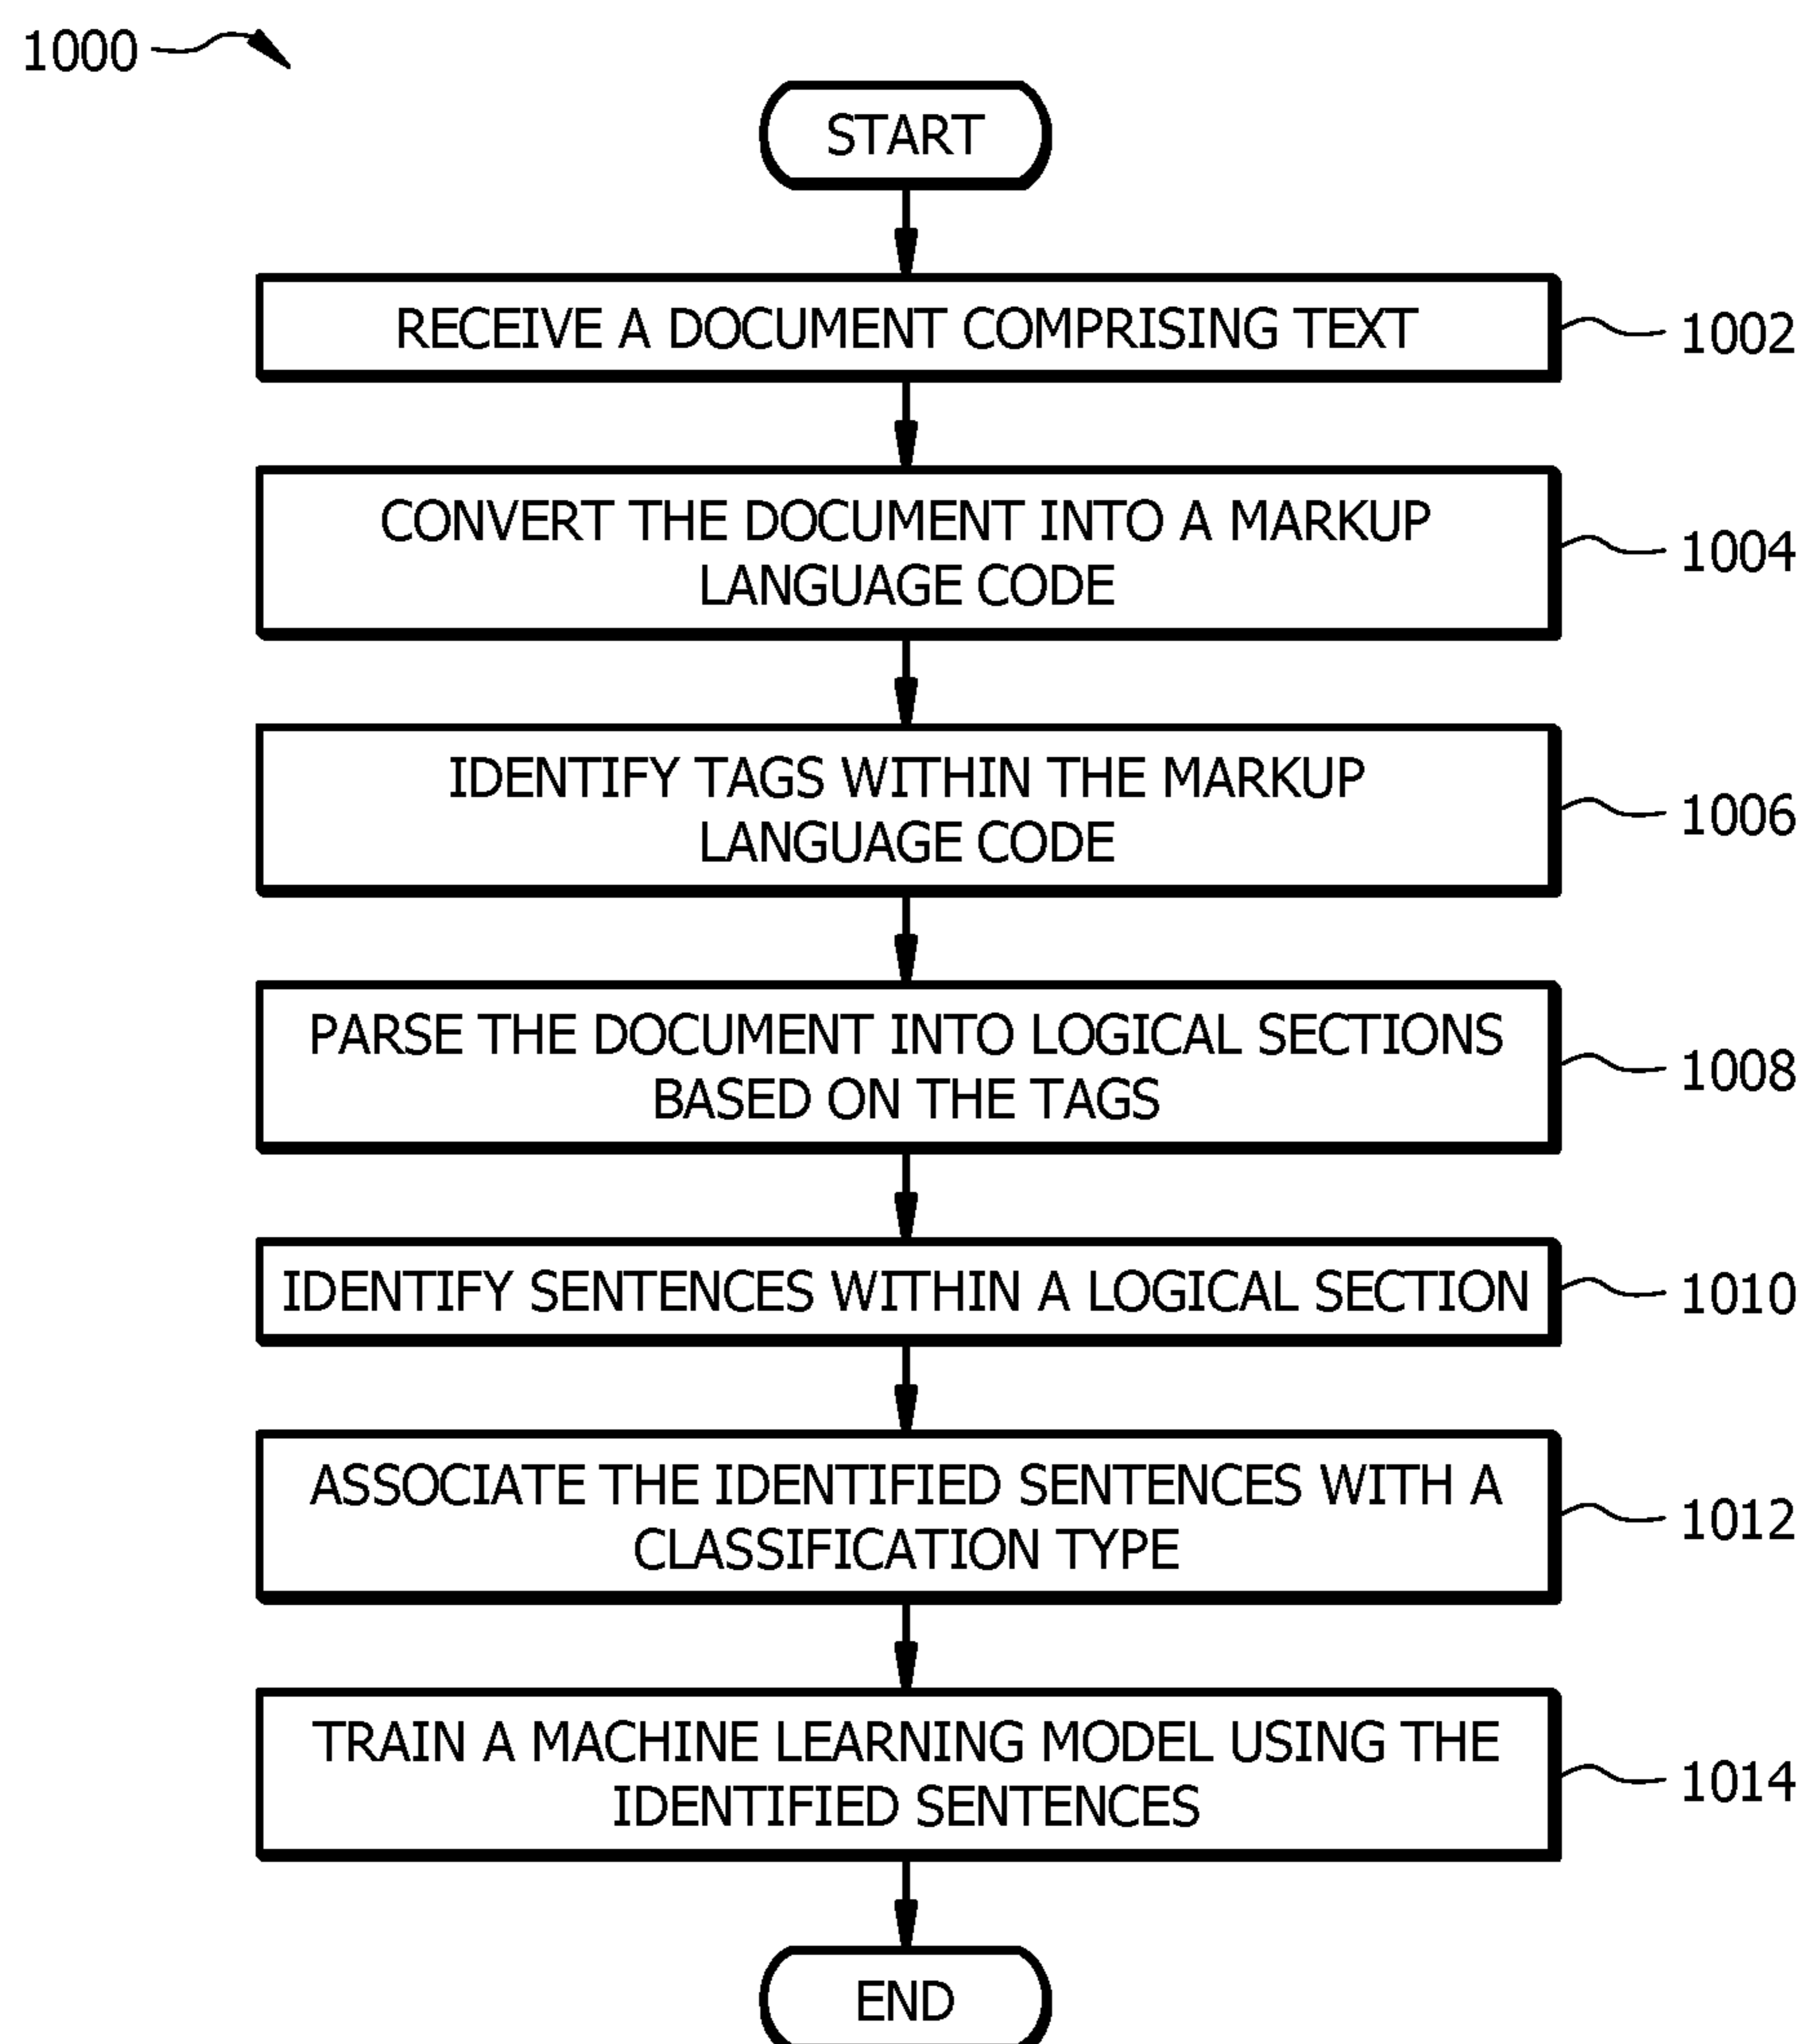 1000
START
RECEIVE A DOCUMENT COMPRISING TEXT
1002
CONVERT THE DOCUMENT INTO A MARKUP
LANGUAGE CODE
1004
IDENTIFY TAGS WITHIN THE MARKUP
LANGUAGE CODE
1006
PARSE THE DOCUMENT INTO LOGICAL SECTIONS
BASED ON THE TAGS
1008
IDENTIFY SENTENCES WITHIN A LOGICAL SECTION
1010
ASSOCIATE THE IDENTIFIED SENTENCES WITH A
CLASSIFICATION TYPE
1012
TRAIN A MACHINE LEARNING MODEL USING THE
IDENTIFIED SENTENCES
1014
END